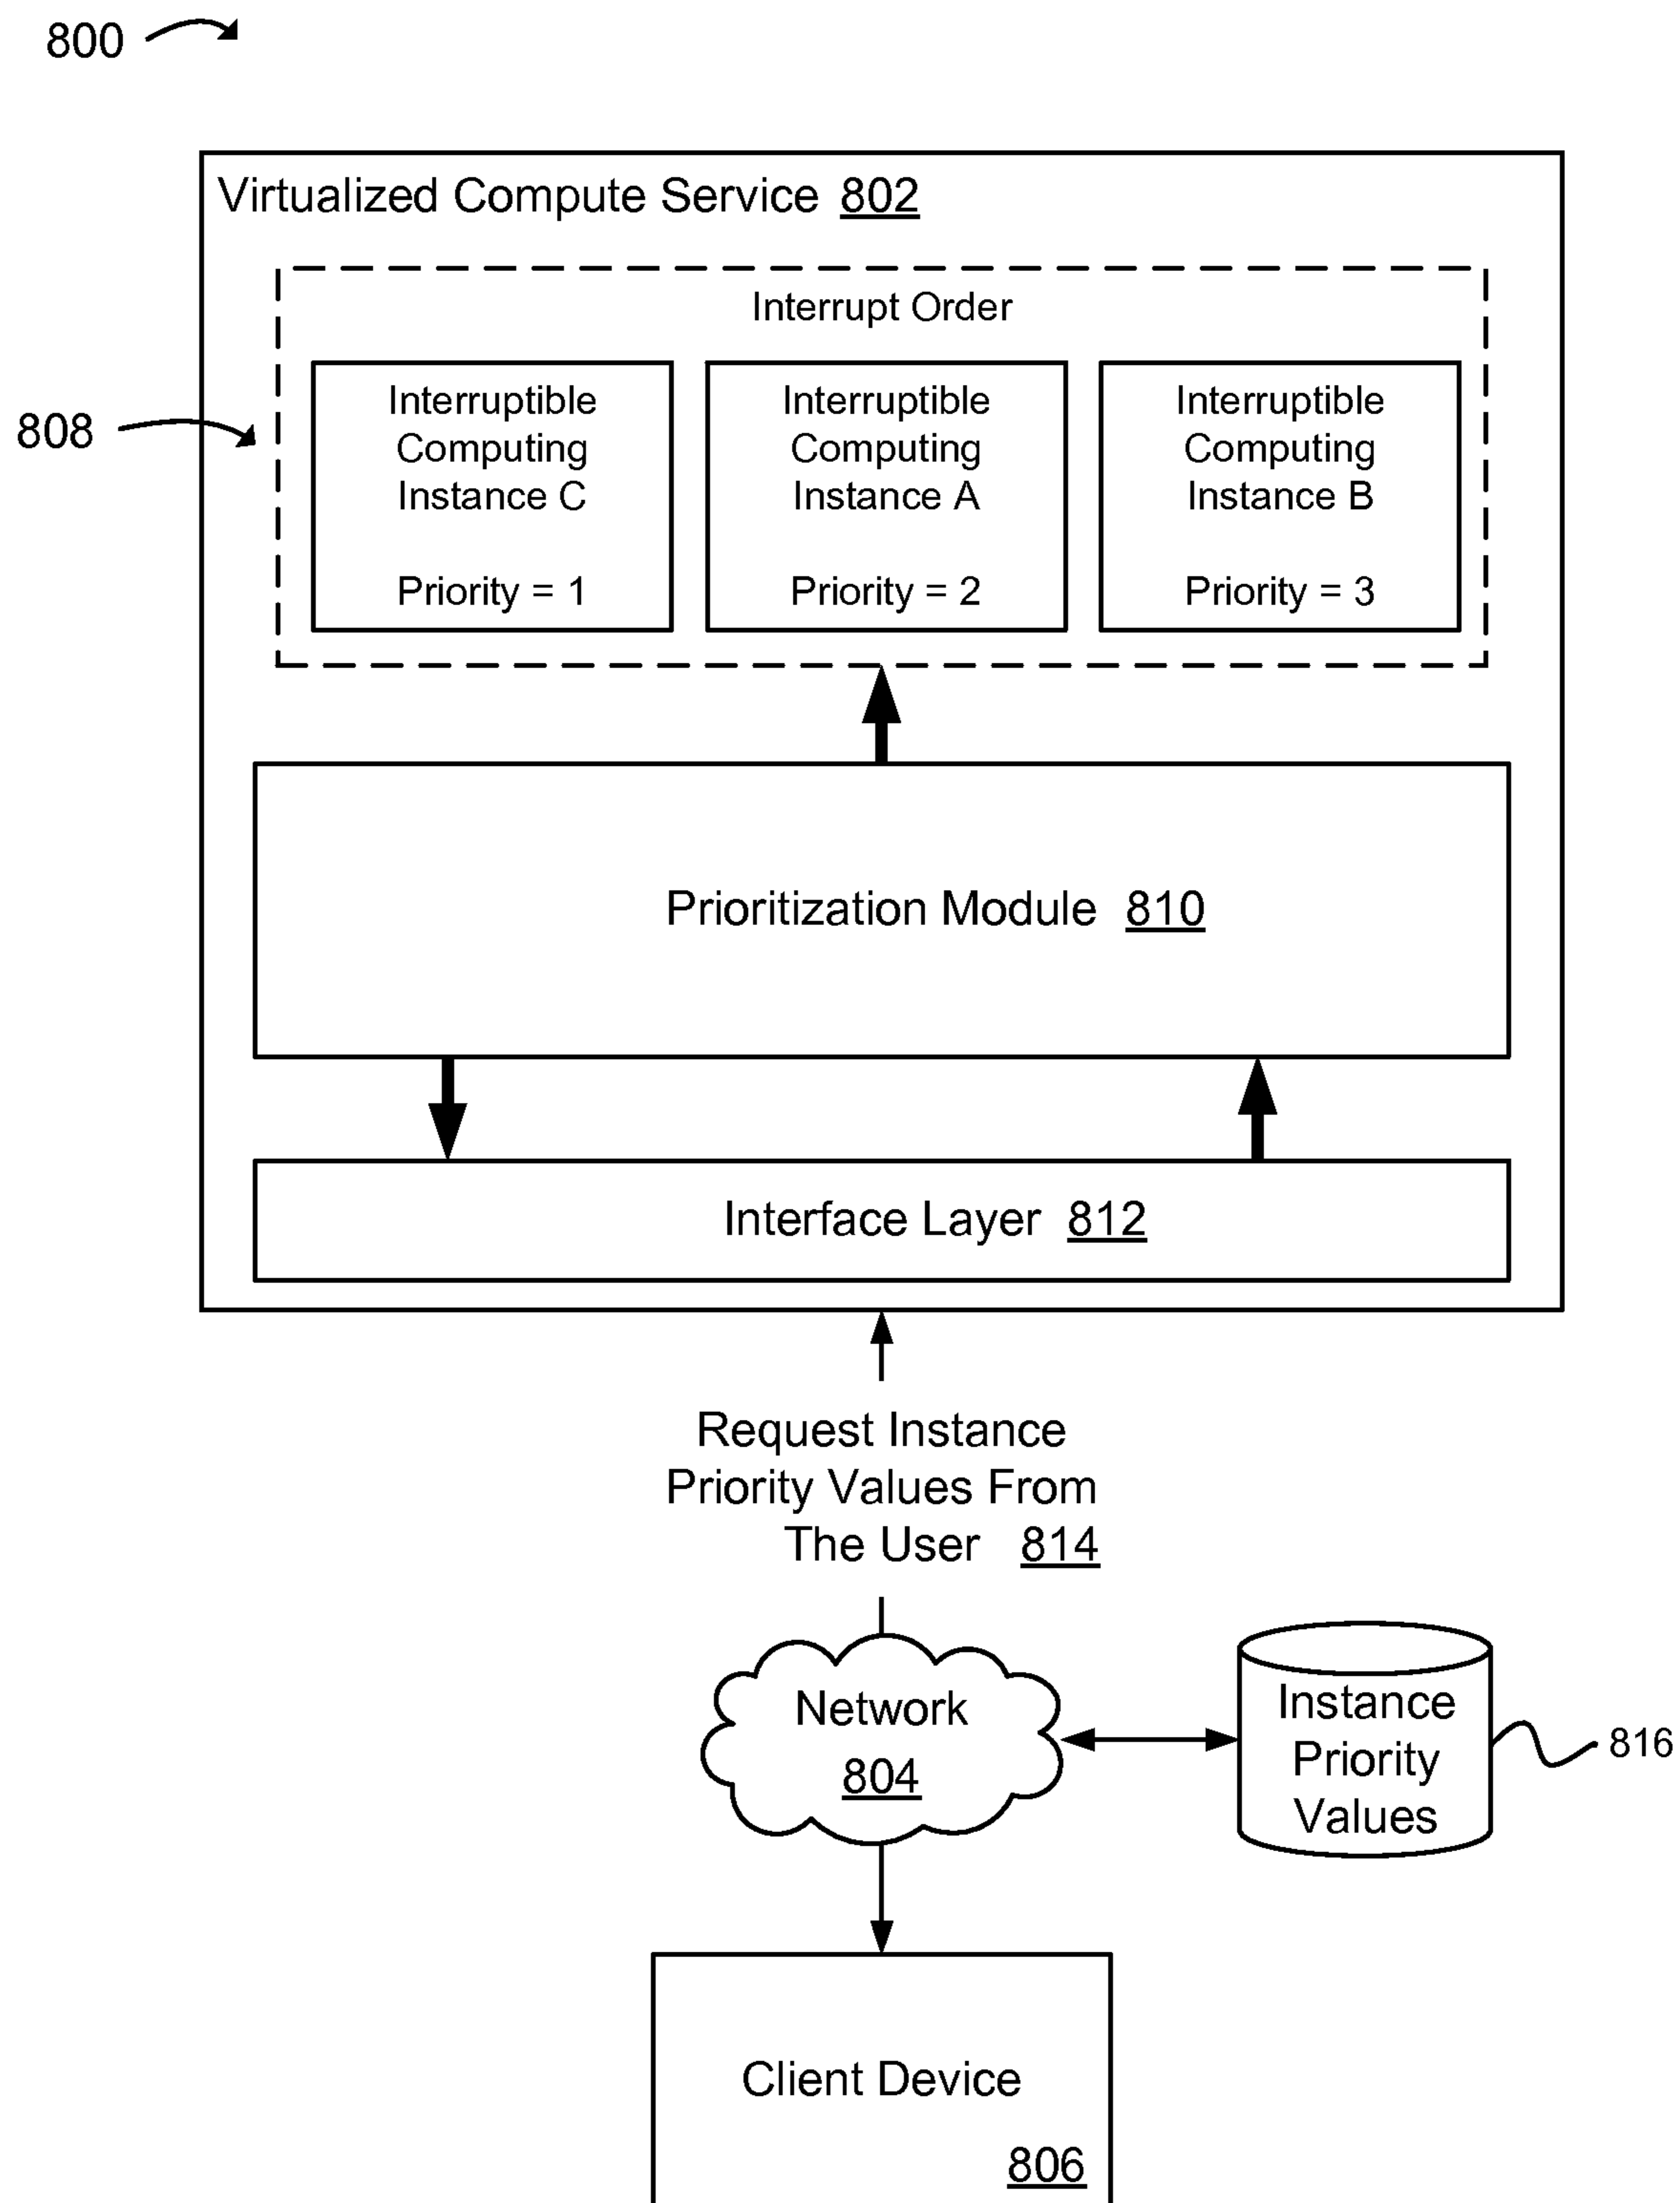 800
Virtualized Compute Service 802
Interrupt Order
808
Interruptible
Computing
Instance C
Priority = 1
Interruptible
Computing
Instance A
Priority = 2
Interruptible
Computing
Instance B
Priority = 3
Prioritization Module 810
Interface Layer 812
Request Instance
Priority Values From
The User 814
Network
804
Instance
Priority
Values
816
Client Device
806